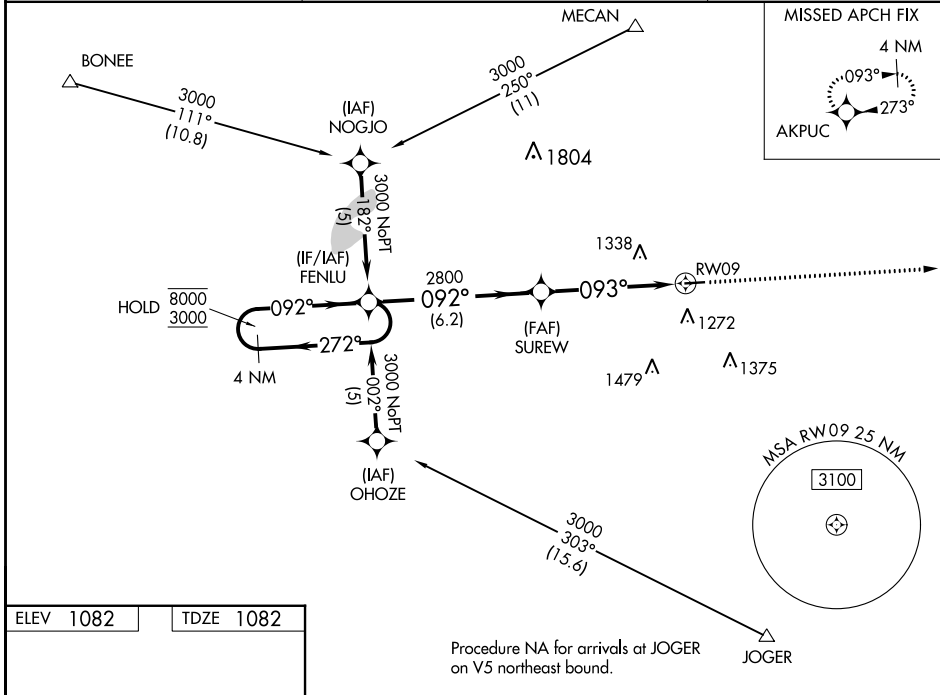 MISSED APCH FIX
4 NM
093°
273°
AKPUC
MECAN
BONEE
3000
250°
(11)
3000
111°
(10.8)
(IAF)
NOGJO
1804
3000 NoPT
182°
(5)
(IF/IAF)
FENLU
1338
RW09
HOLD
8000
3000
092°
2800
092°
(6.2)
093°
(FAF)
SUREW
272°
4 NM
1272
1479
1375
3000 NoPT
002°
(5)
(IAF)
OHOZE
MSA RW09 25 NM
3100
3000
303°
(15.6)
JOGER
Procedure NA for arrivals at JOGER
on V5 northeast bound.
ELEV 1082
TDZE 1082